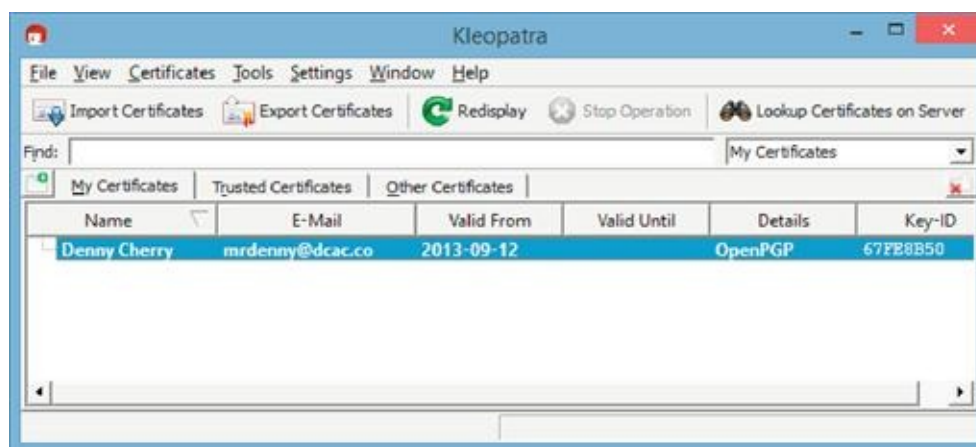 Kleopatra
File View Certificates Tools Settings Window Help
Import Certificates Export Certificates Redisplay Stop Operation Lookup Certificates on Server
Find: My Certificates
My Certificates Trusted Certificates Other Certificates
Name E-Mail Valid From Valid Until Details Key-ID
Denny Cherry mrdenny@dcac.co 2013-09-12 OpenPGP 67FE8B50